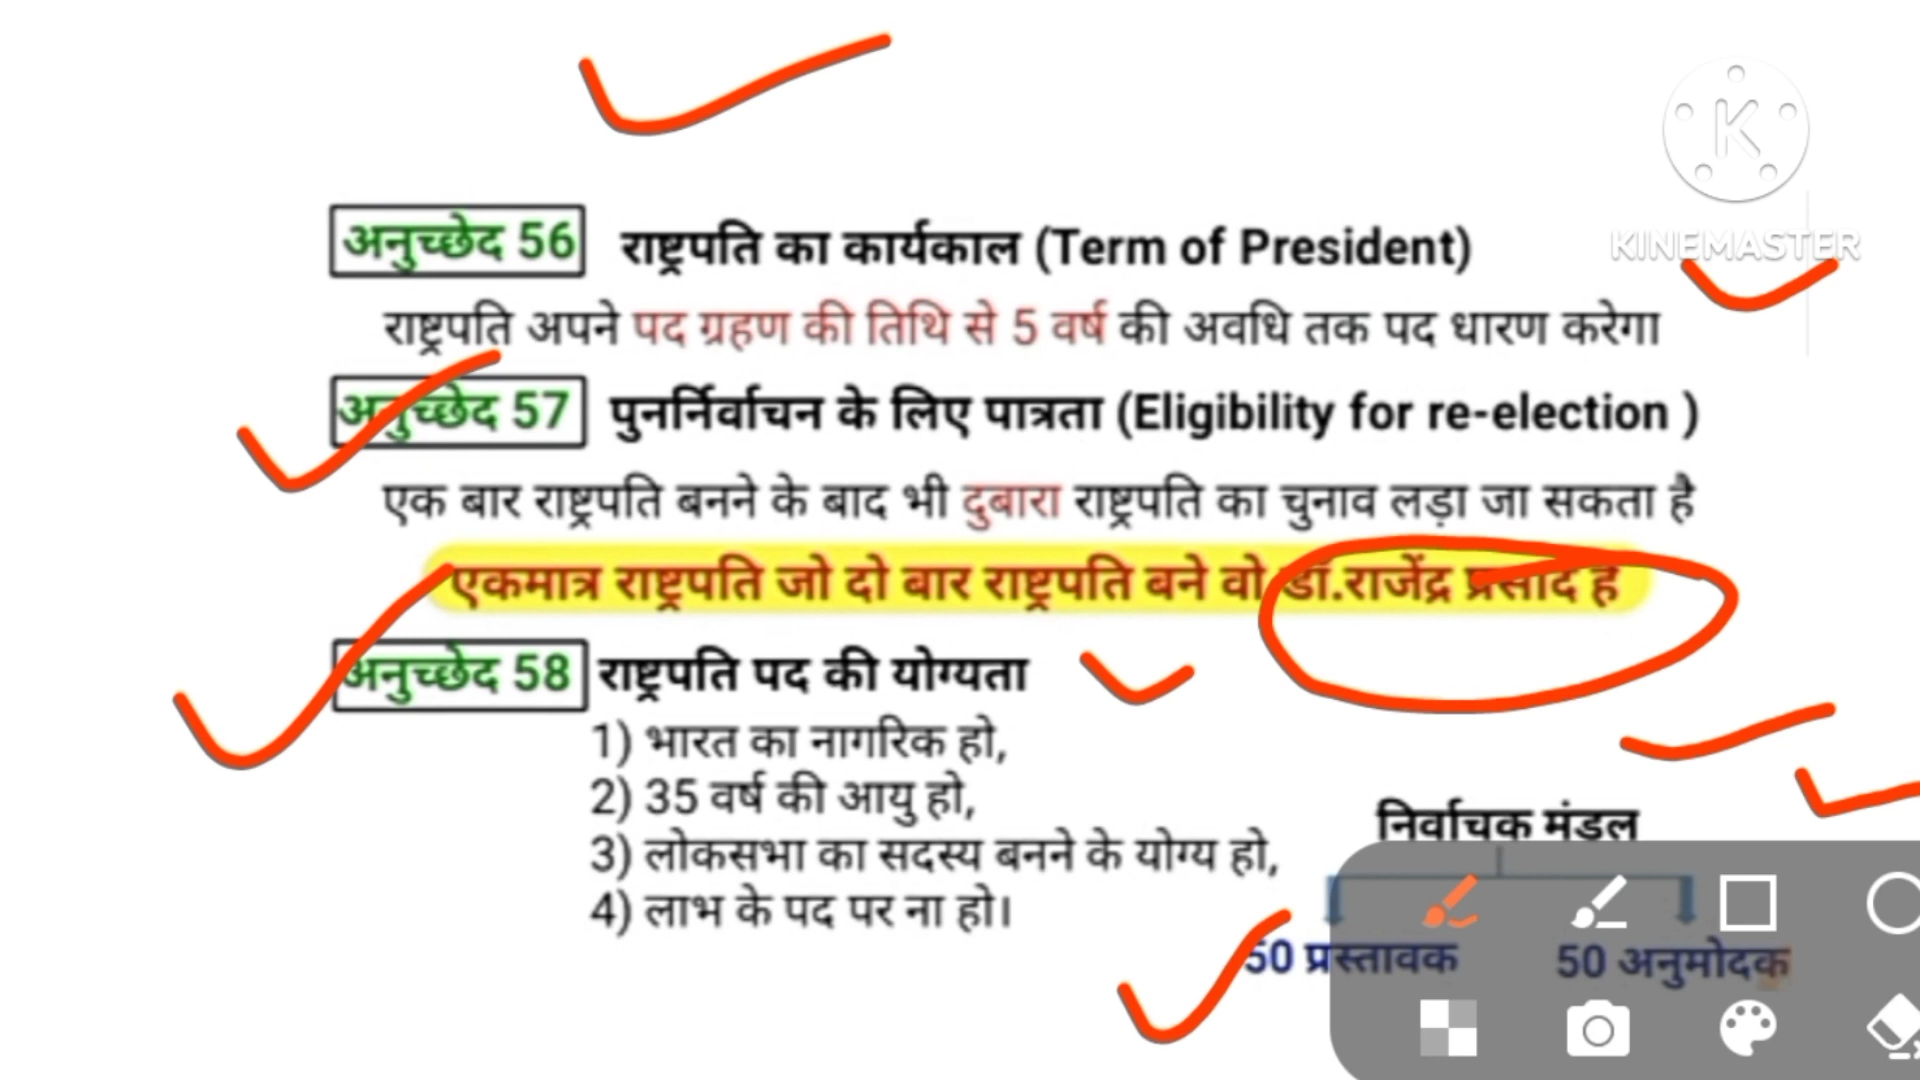 KINEMASTER
अनुच्छेद 56 राष्ट्रपति का कार्यकाल (Term of President)
राष्ट्रपति अपने पद ग्रहण की तिथि से 5 वर्ष की अवधि तक पद धारण करेगा
अनुच्छेद 57 पुनर्निर्वाचन के लिए पात्रता (Eligibility for re-election )
एक बार राष्ट्रपति बनने के बाद भी दुबारा राष्ट्रपति का चुनाव लड़ा जा सकता है
एकमात्र राष्ट्रपति जो दो बार राष्ट्रपति बने वो डॉ.राजेंद्र प्रसाद है
अनुच्छेद 58 राष्ट्रपति पद की योग्यता
1) भारत का नागरिक हो,
2) 35 वर्ष की आयु हो,
3) लोकसभा का सदस्य बनने के योग्य हो,
4) लाभ के पद पर ना हो।
निर्वाचक मंडल
50 प्रस्तावक 50 अनुमोदक